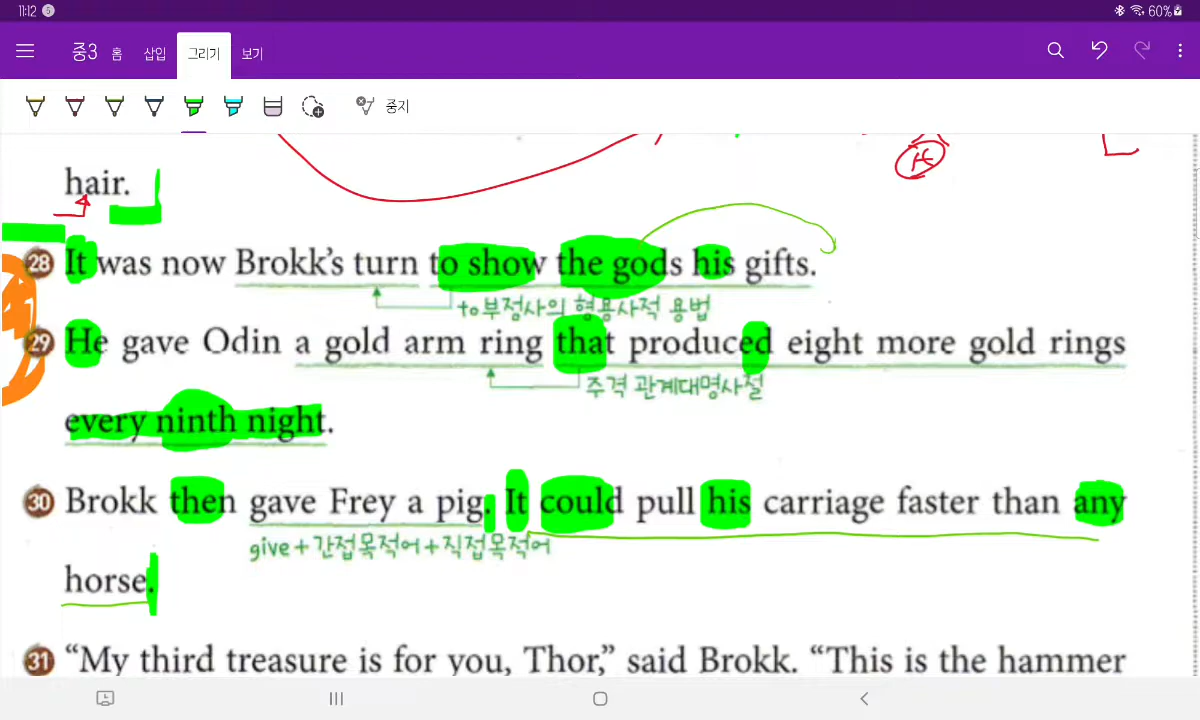 11:12 5 60%
중3 홈 삽입 그리기 보기
중지
hair.
28 It was now Brokk's turn to show the gods his gifts.
to부정사의 형용사적 용법
29 He gave Odin a gold arm ring that produced eight more gold rings
주격 관계대명사절
every ninth night.
30 Brokk then gave Frey a pig. It could pull his carriage faster than any
give+간접목적어+직접목적어
horse.
31 “My third treasure is for you, Thor,” said Brokk. “This is the hammer